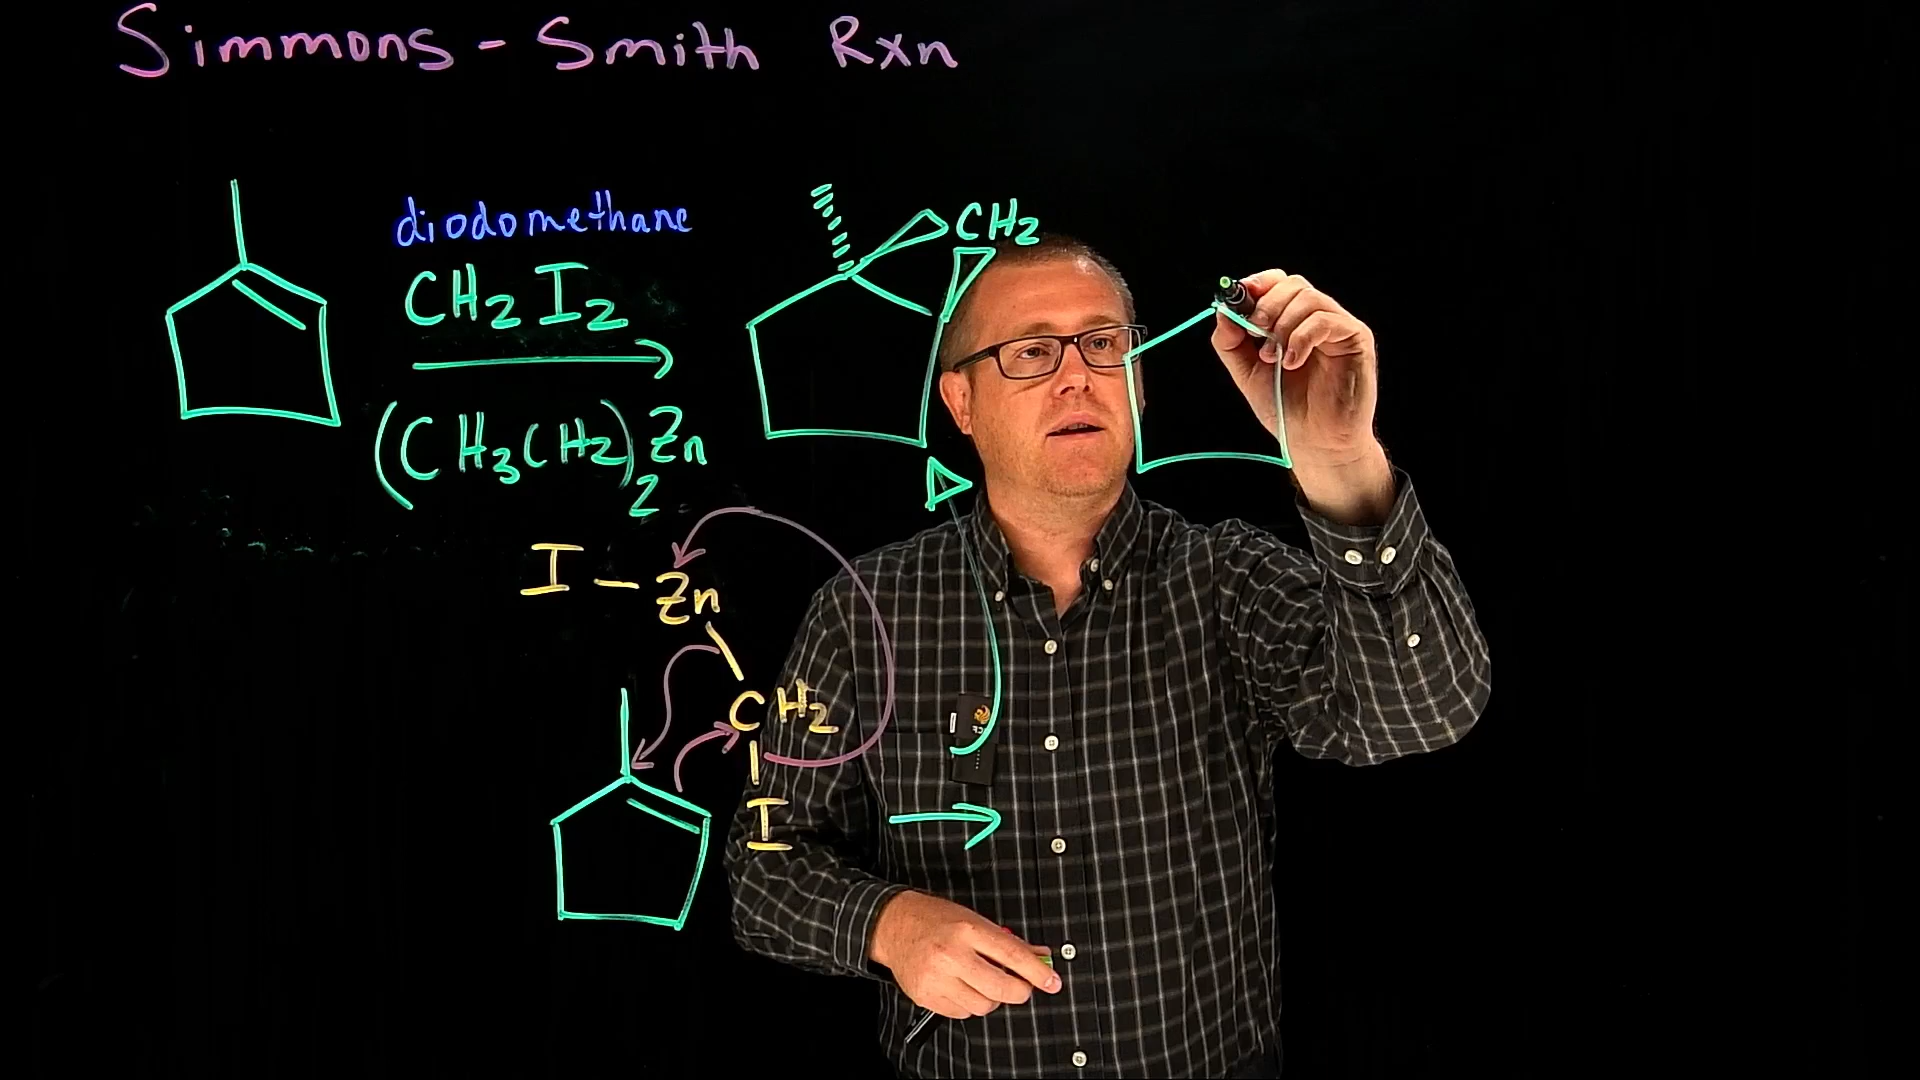 Simmons - Smith Rxn
diodomethane
CH2I2
(CH3CH2)2Zn
CH2
I - Zn
CH2
I